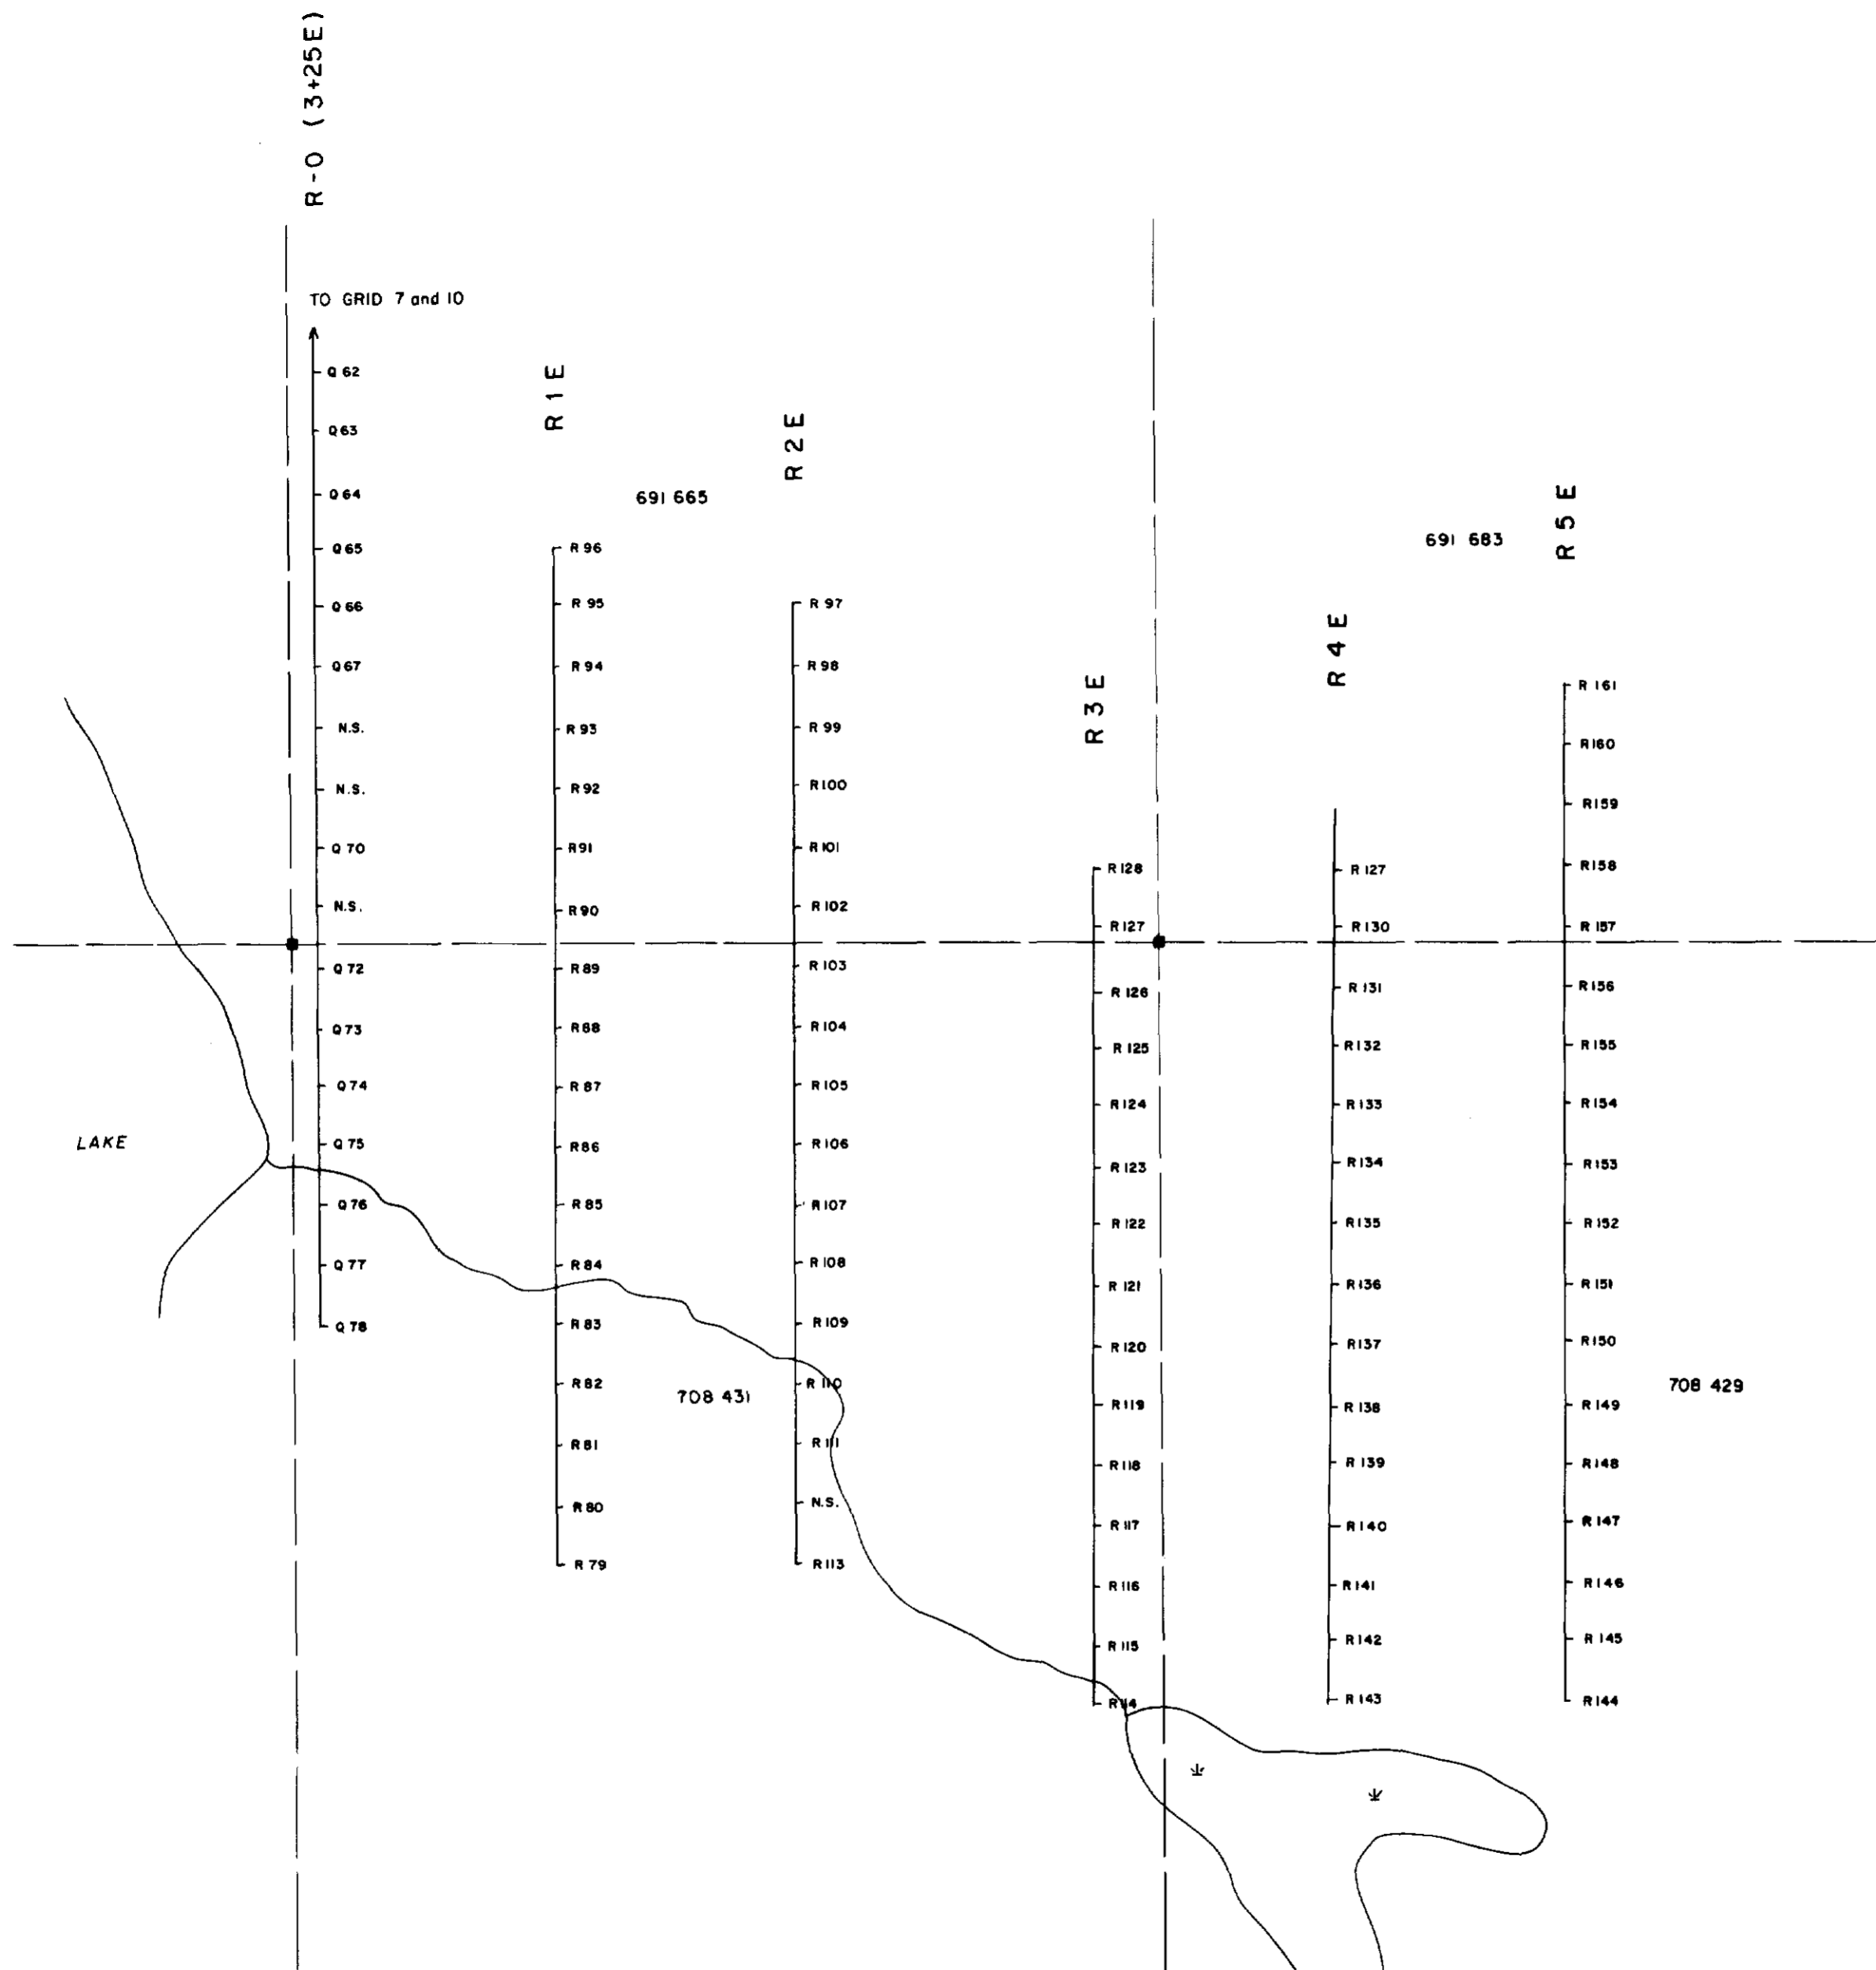 R-0 (3+25E)
TO GRID 7 and 10
Q 62
Q 63
Q 64
Q 65
Q 66
Q 67
N.S.
N.S.
Q 70
N.S.
Q 72
Q 73
Q 74
Q 75
Q 76
Q 77
Q 78
LAKE
R 1 E
R 96
R 95
R 94
R 93
R 92
R 91
R 90
R 89
R 88
R 87
R 86
R 85
R 84
R 83
R 82
R 81
R 80
R 79
691 665
R 2 E
R 97
R 98
R 99
R 100
R 101
R 102
R 103
R 104
R 105
R 106
R 107
R 108
R 109
R 110
R 111
N.S.
R 113
708 431
R 3 E
R 128
R 127
R 126
R 125
R 124
R 123
R 122
R 121
R 120
R 119
R 118
R 117
R 116
R 115
R 114
R 4 E
R 127
R 130
R 131
R 132
R 133
R 134
R 135
R 136
R 137
R 138
R 139
R 140
R 141
R 142
R 143
691 683
R 5 E
R 161
R 160
R 159
R 158
R 157
R 156
R 155
R 154
R 153
R 152
R 151
R 150
R 149
R 148
R 147
R 146
R 145
R 144
708 429